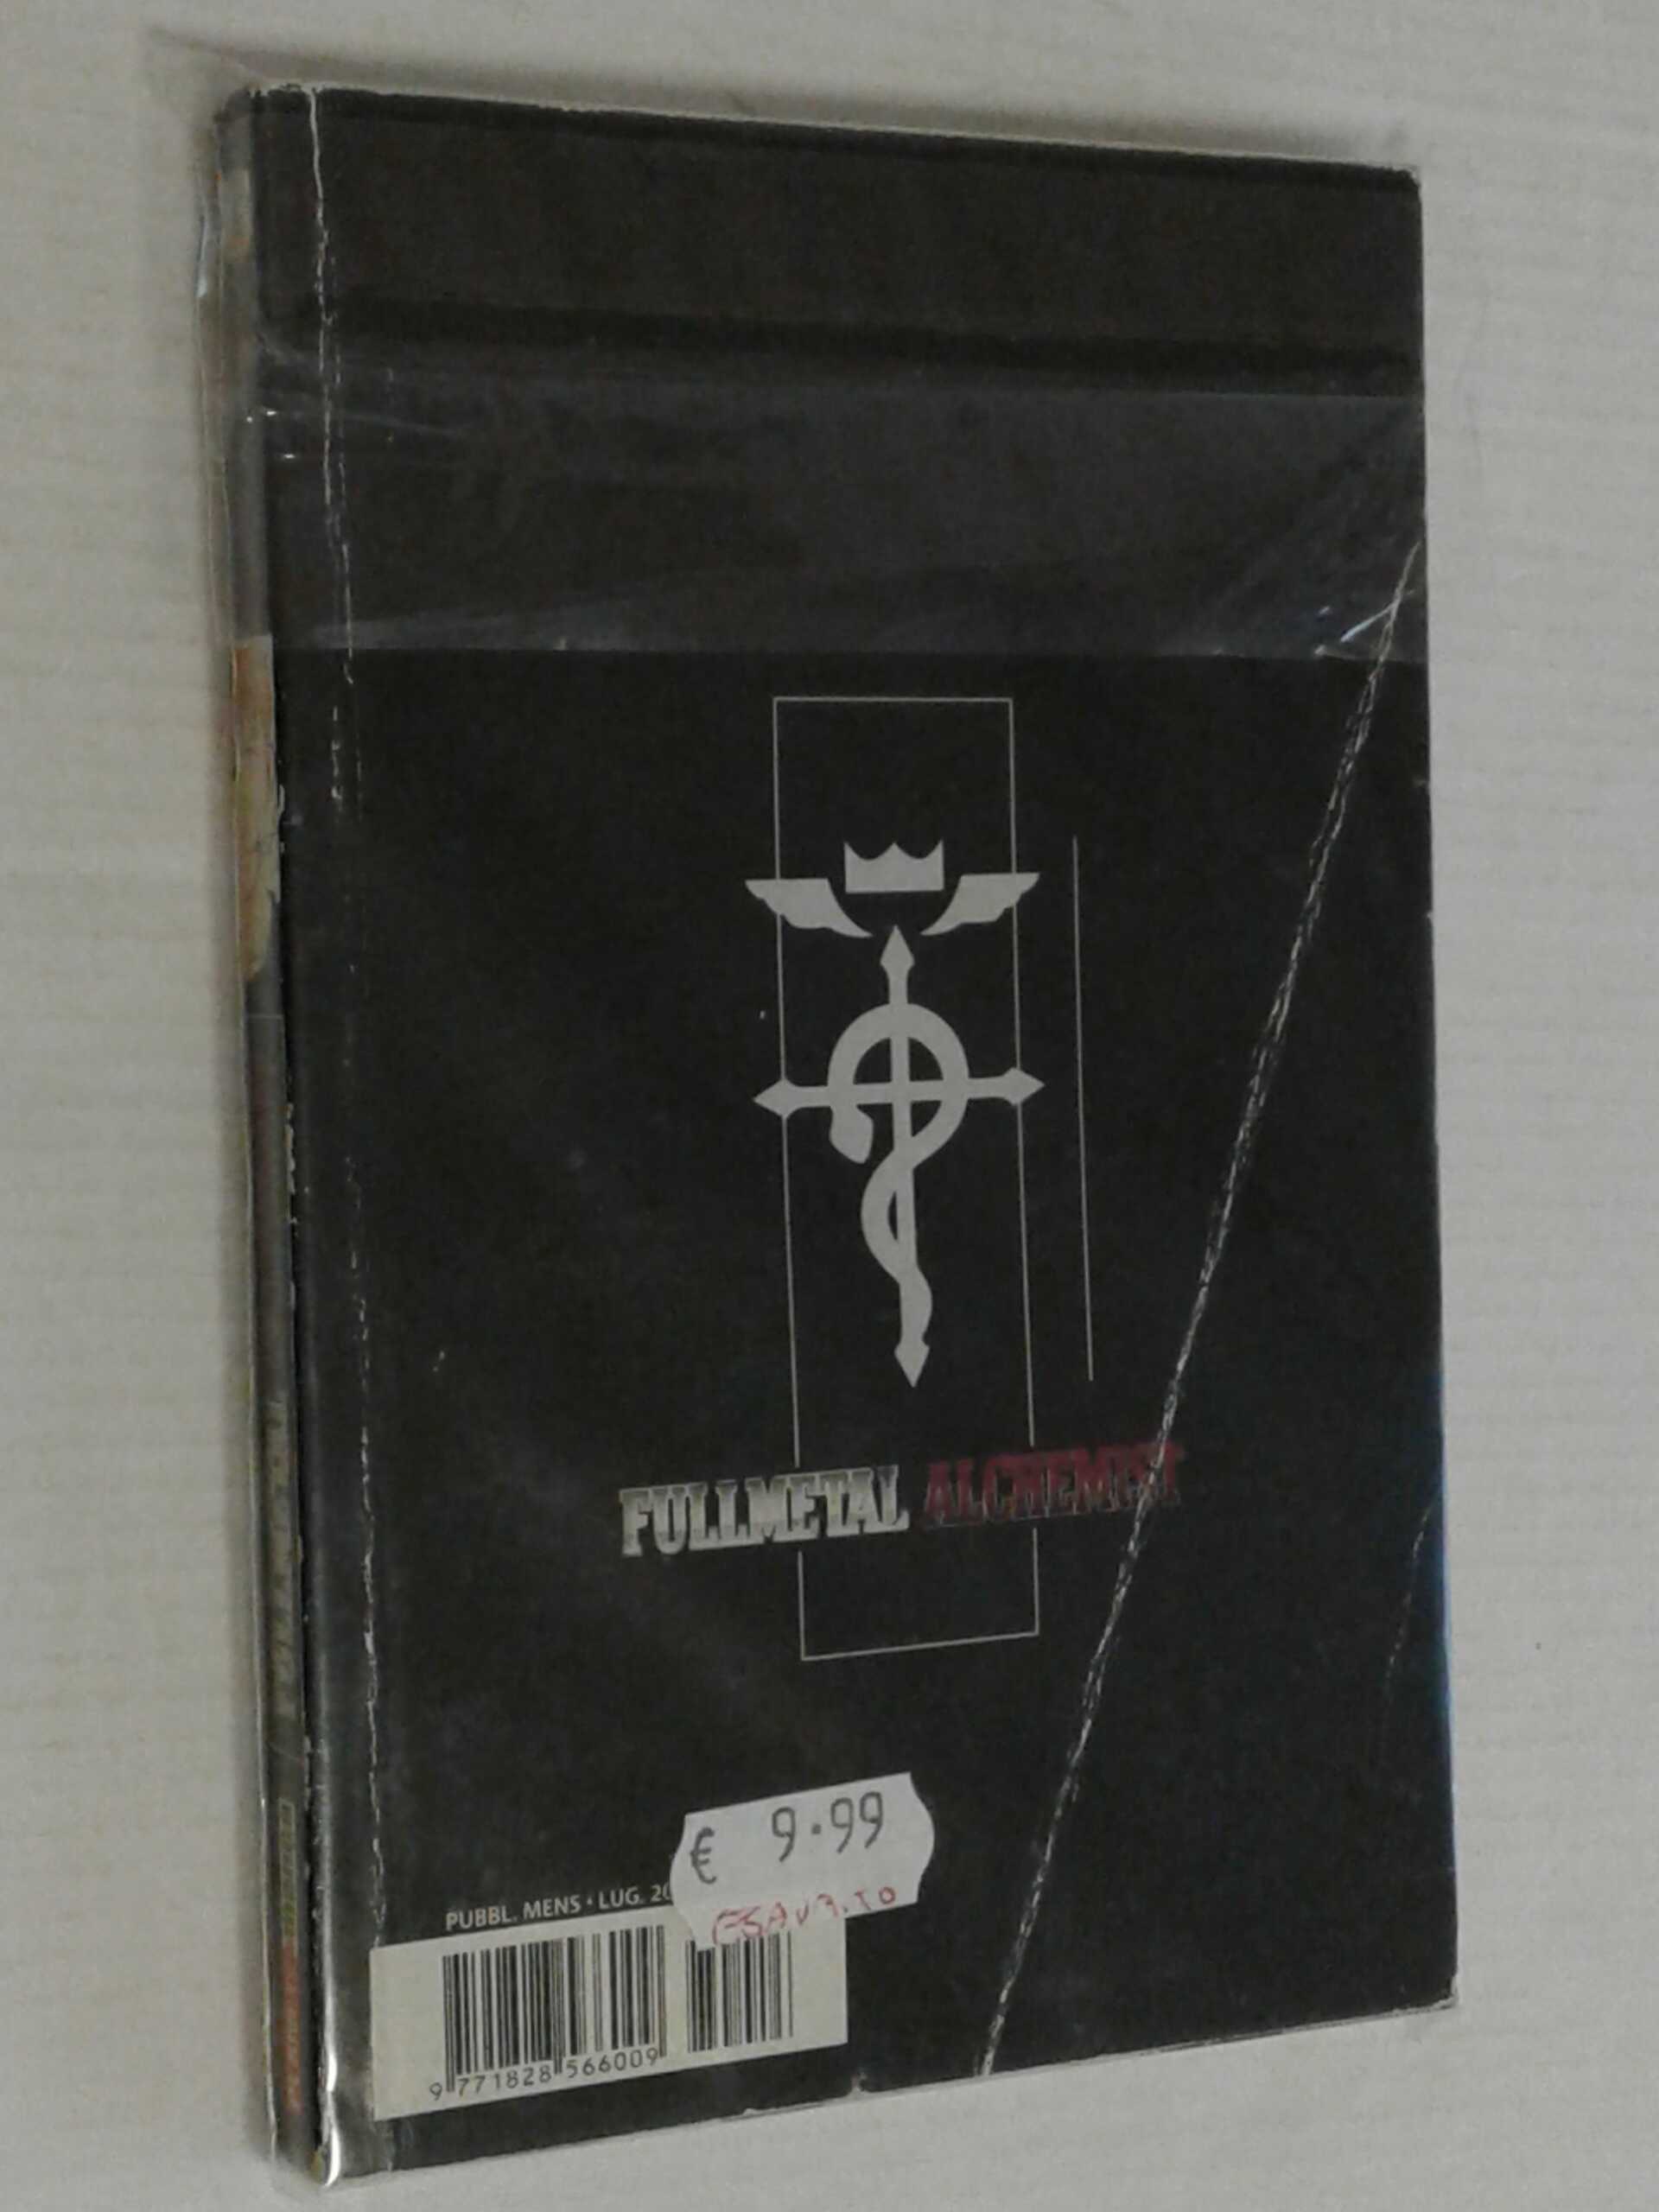 FULLMETAL ALCHEMIST
€ 9.99
ESAURITO
PUBBL. MENS • LUG. 20
9 771828 566009